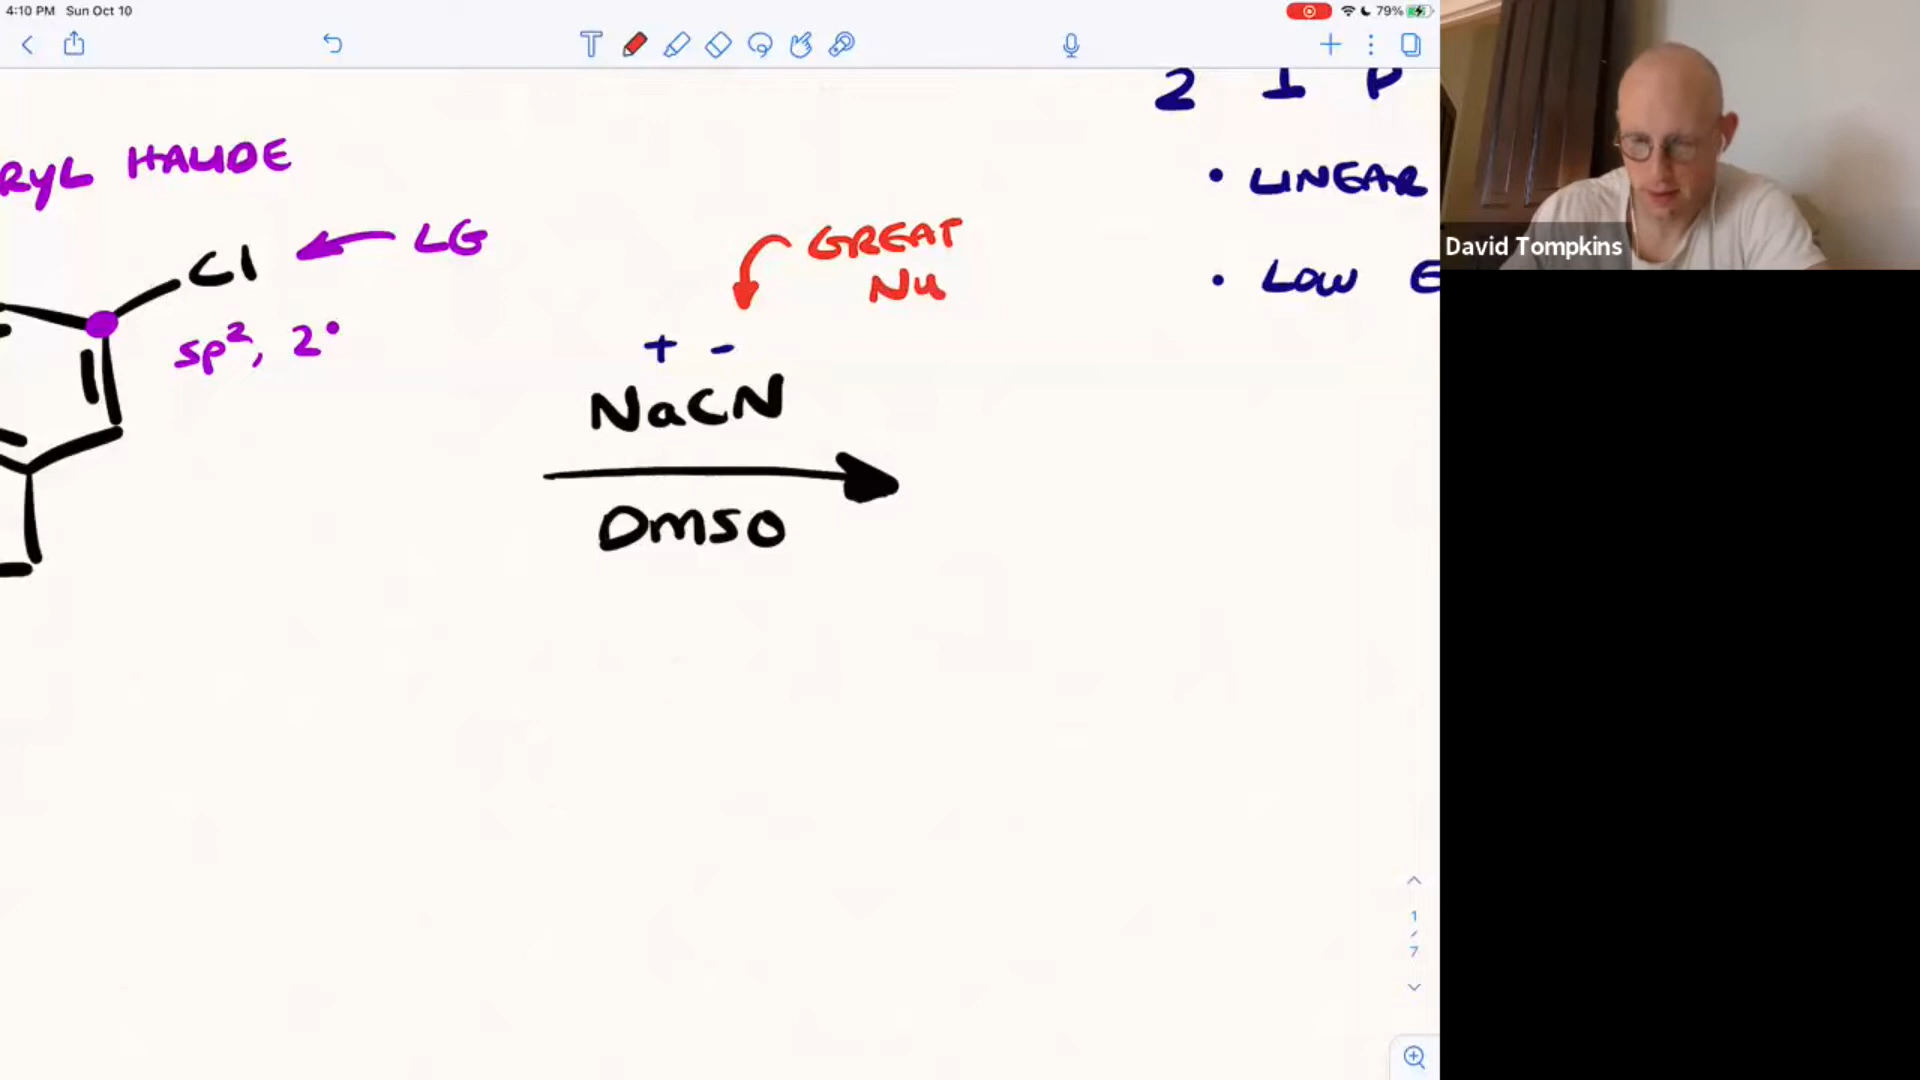 4:10 PM Sun Oct 10
79%
2 1 P
RYL HALIDE
• LINEAR
Cl
LG
GREAT
Nu
David Tompkins
• LOW E
sp², 2°
+ -
NaCN
DMSO
1
/
7